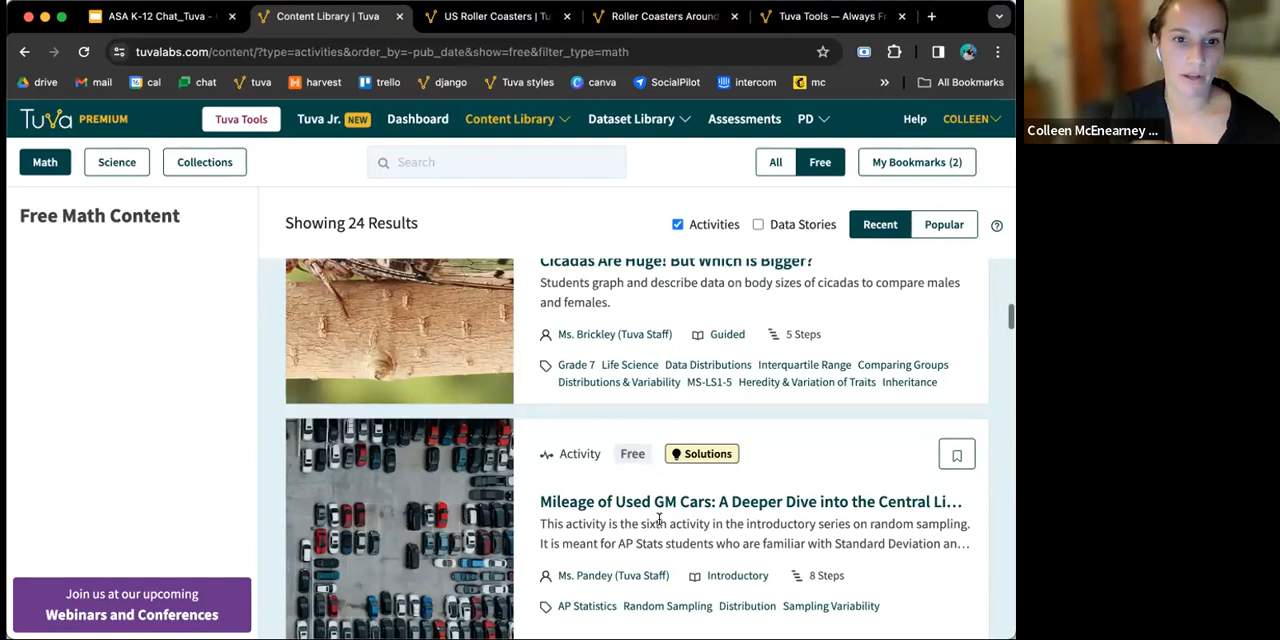 ASA K-12 Chat_Tuva -
Content Library | Tuva
US Roller Coasters | Tu
Roller Coasters Around
Tuva Tools — Always Fr
tuvalabs.com/content/?type=activities&order_by=-pub_date&show=free&filter_type=math
drive
mail
cal
chat
tuva
harvest
trello
django
Tuva styles
canva
SocialPilot
intercom
mc
All Bookmarks
Tuva PREMIUM
Tuva Tools
Tuva Jr. NEW
Dashboard
Content Library
Dataset Library
Assessments
PD
Help
COLLEEN
Math
Science
Collections
Search
All
Free
My Bookmarks (2)
Free Math Content
Showing 24 Results
Activities
Data Stories
Recent
Popular
Cicadas Are Huge! But Which is Bigger?
Students graph and describe data on body sizes of cicadas to compare males
and females.
Ms. Brickley (Tuva Staff) Guided 5 Steps
Grade 7 Life Science Data Distributions Interquartile Range Comparing Groups
Distributions & Variability MS-LS1-5 Heredity & Variation of Traits Inheritance
Activity Free Solutions
Mileage of Used GM Cars: A Deeper Dive into the Central Li...
This activity is the sixth activity in the introductory series on random sampling.
It is meant for AP Stats students who are familiar with Standard Deviation an...
Ms. Pandey (Tuva Staff) Introductory 8 Steps
AP Statistics Random Sampling Distribution Sampling Variability
Join us at our upcoming
Webinars and Conferences
Colleen McEnearney ...